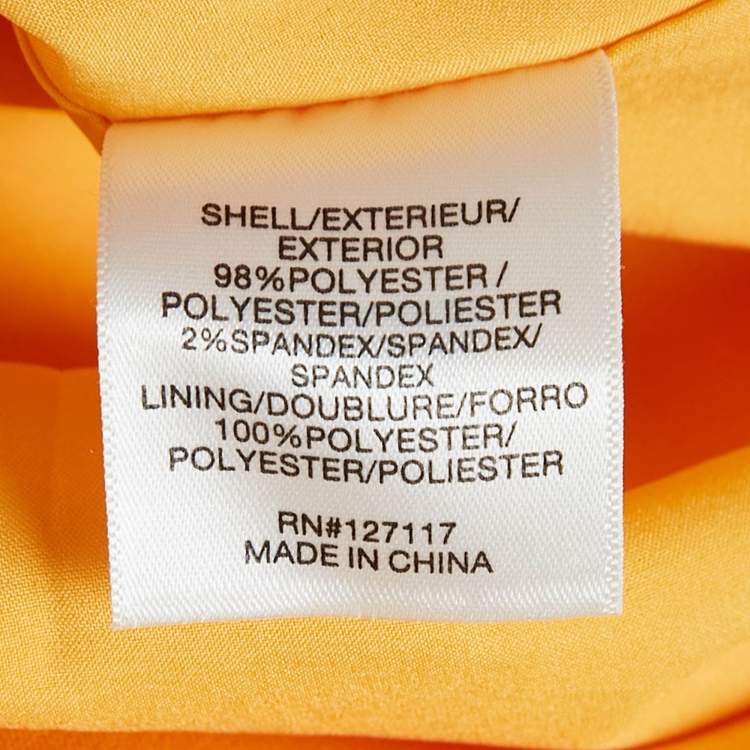 SHELL/EXTERIEUR/
EXTERIOR
98%POLYESTER /
POLYESTER/POLIESTER
2%SPANDEX/SPANDEX/
SPANDEX
LINING/DOUBLURE/FORRO
100%POLYESTER/
POLYESTER/POLIESTER
RN#127117
MADE IN CHINA